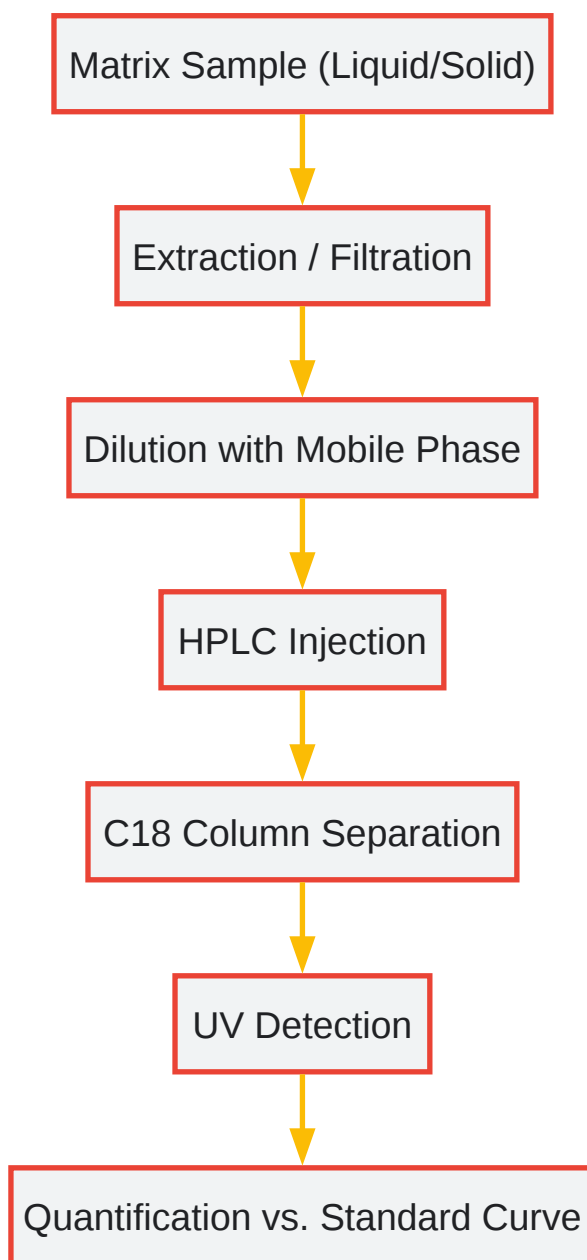 Matrix Sample (Liquid/Solid)
Extraction / Filtration
Dilution with Mobile Phase
HPLC Injection
C18 Column Separation
UV Detection
Quantification vs. Standard Curve